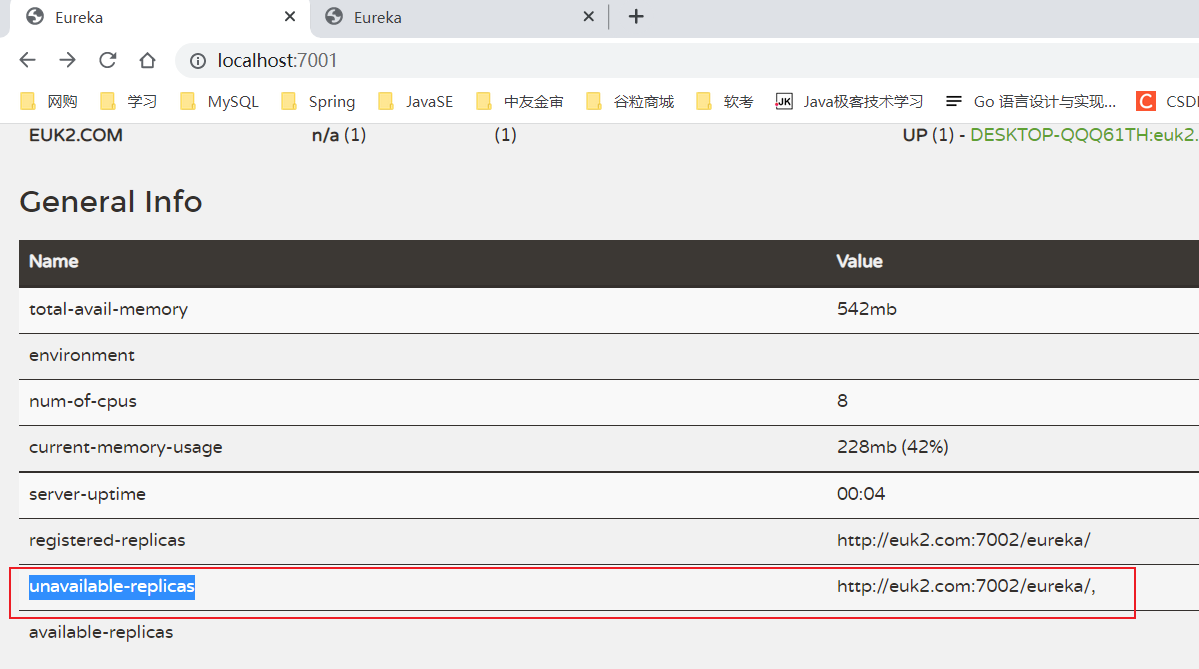 Eureka
Eureka
localhost:7001
网购 学习 MySQL Spring JavaSE 中友金审 谷粒商城 软考 JK Java极客技术学习 Go 语言设计与实现... C CSD
EUK2.COM n/a (1) (1) UP (1) - DESKTOP-QQQ61TH:euk2.
General Info
Name Value
total-avail-memory 542mb
environment
num-of-cpus 8
current-memory-usage 228mb (42%)
server-uptime 00:04
registered-replicas http://euk2.com:7002/eureka/
unavailable-replicas http://euk2.com:7002/eureka/,
available-replicas